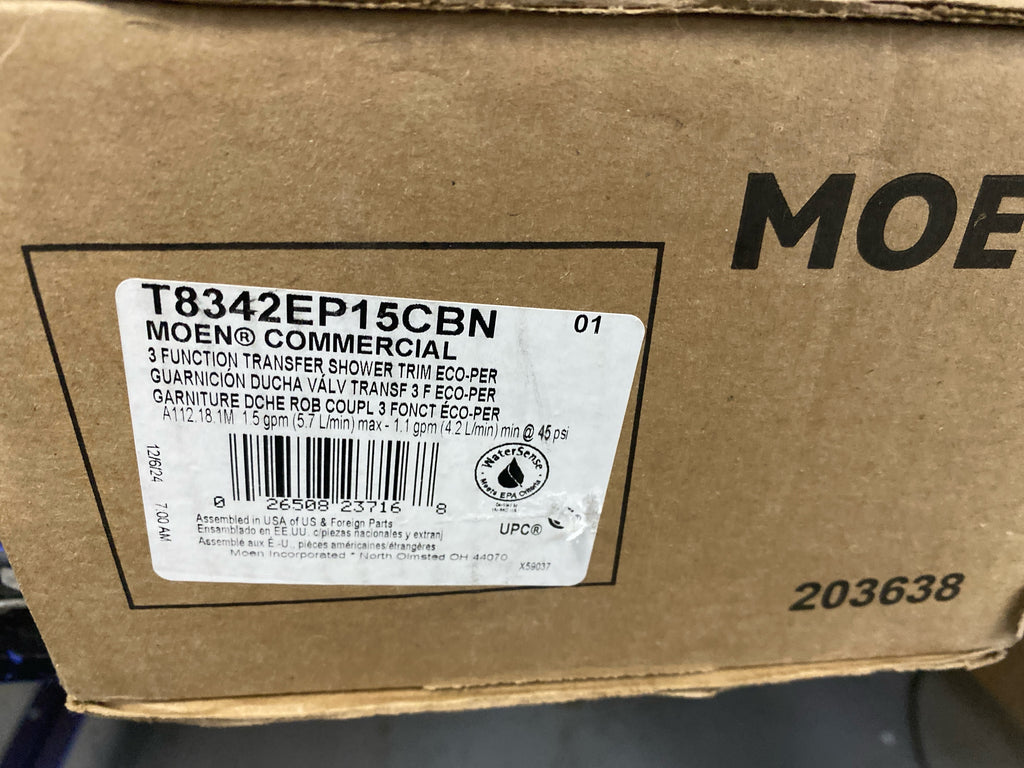 MOE
T8342EP15CBN
01
MOEN® COMMERCIAL
3 FUNCTION TRANSFER SHOWER TRIM ECO-PER
GUARNICIÓN DUCHA VÁLV TRANSF 3 F ECO-PER
GARNITURE DCHE ROB COUPL 3 FONCT ÉCO-PER
A112.18.1M 1.5 gpm (5.7 L/min) max - 1.1 gpm (4.2 L/min) min @ 45 psi
12/6/24 7:00 AM
WaterSense
Meets EPA Criteria
0 26508 23716 8
UPC®
Assembled in USA of US & Foreign Parts
Ensamblado en EE.UU. c/piezas nacionales y extranj
Assemblé aux É.-U., pièces américaines/étrangères
Moen Incorporated * North Olmsted OH 44070
X59037
203638